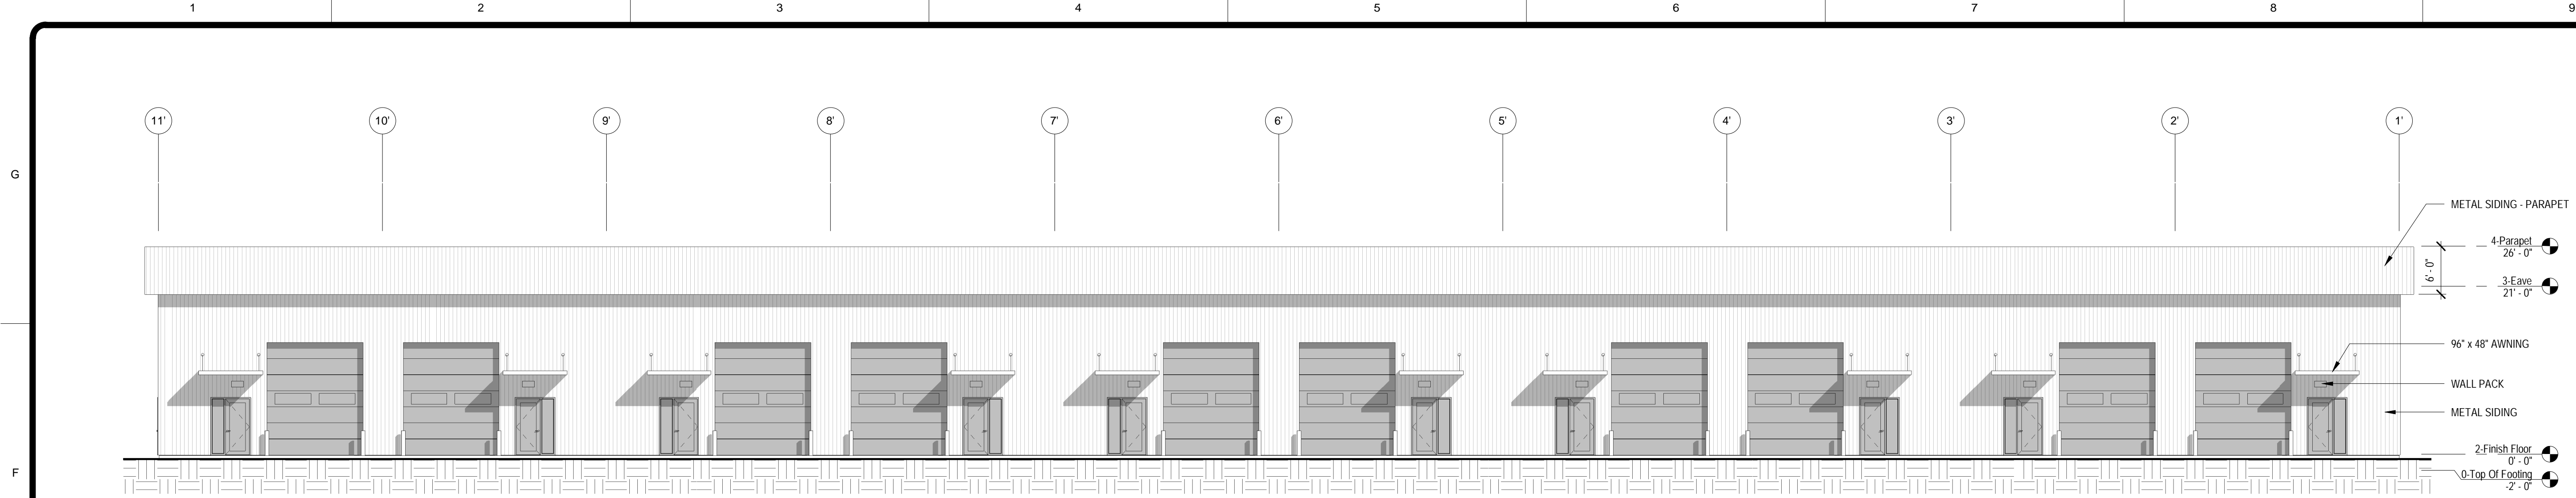 1 2 3 4 5 6 7 8 9
11' 10' 9' 8' 7' 6' 5' 4' 3' 2' 1'
G
METAL SIDING - PARAPET
4-Parapet
26' - 0"
6' - 0"
3-Eave
21' - 0"
96" x 48" AWNING
WALL PACK
METAL SIDING
2-Finish Floor
0' - 0"
F
0-Top Of Footing
-2' - 0"